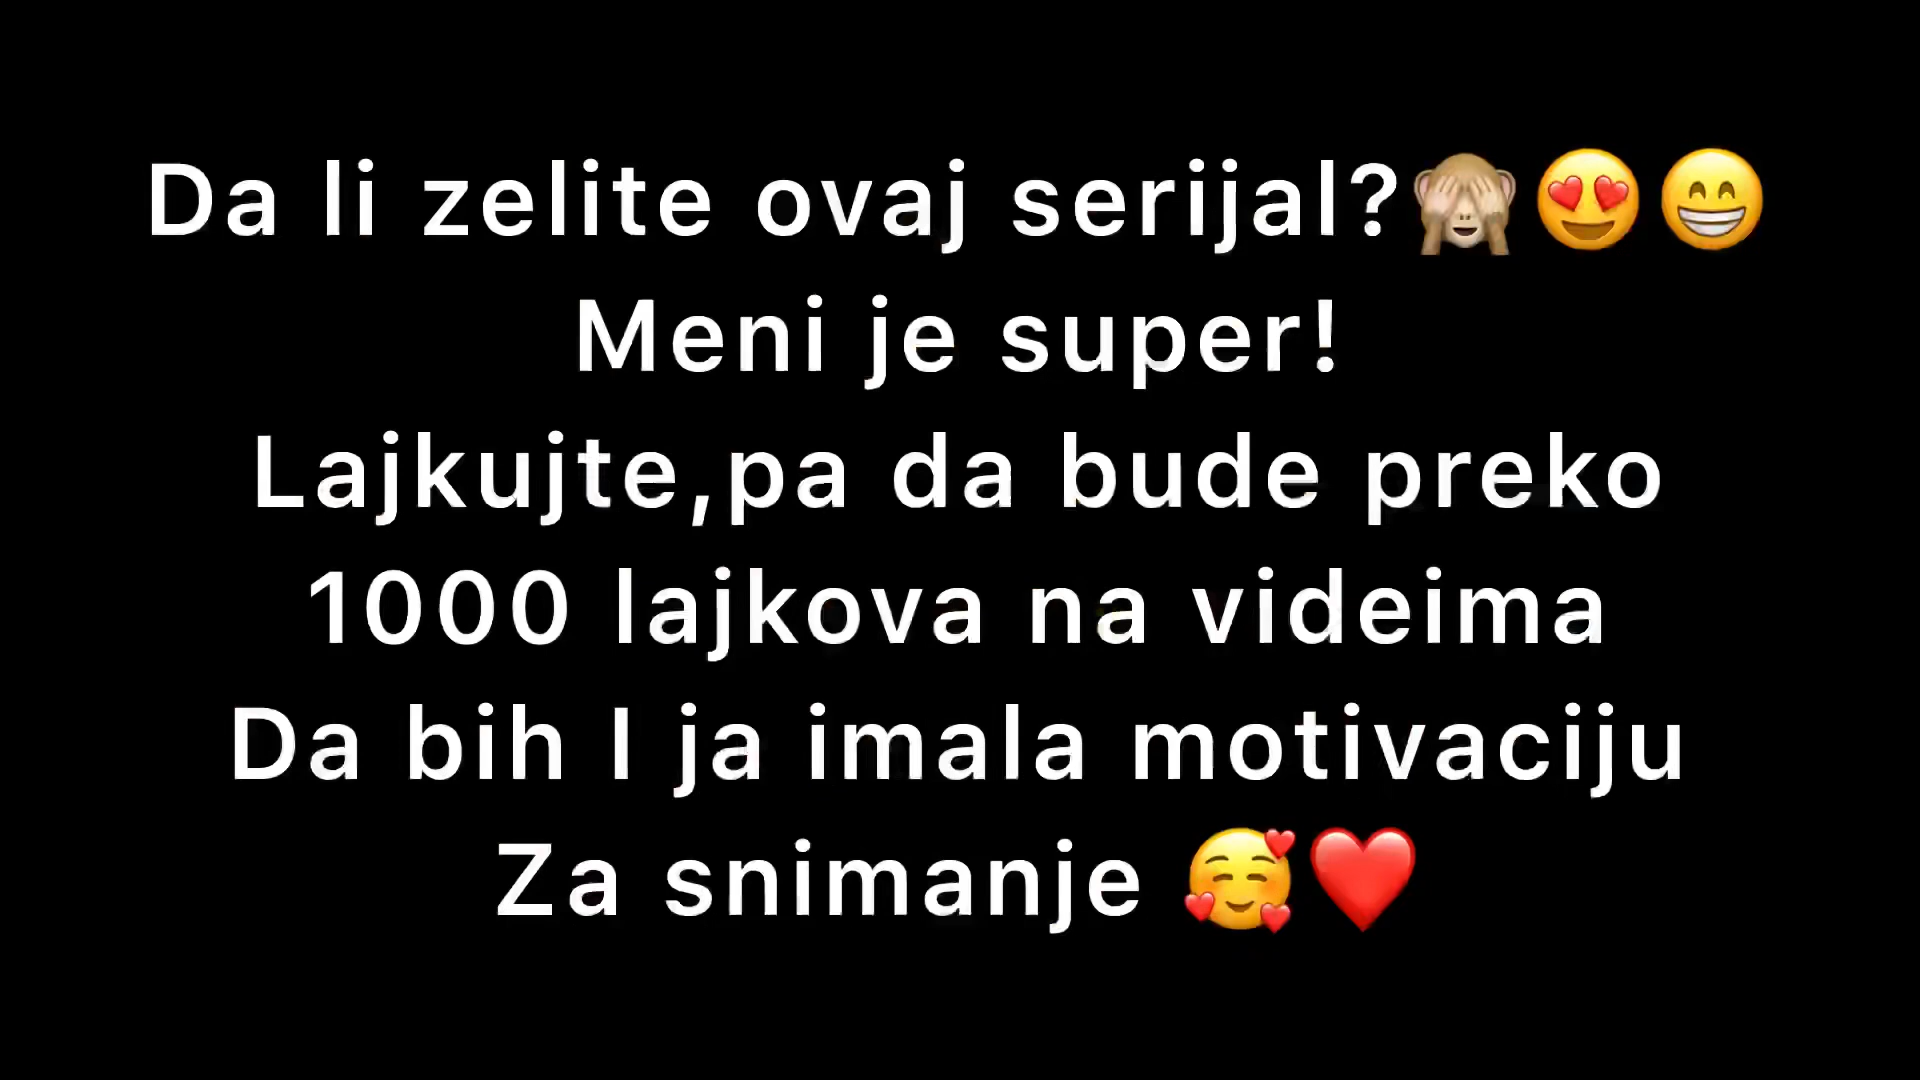 Da li zelite ovaj serijal?🙈😍😁
Meni je super!
Lajkujte,pa da bude preko
1000 lajkova na videima
Da bih I ja imala motivaciju
Za snimanje 🥰❤️